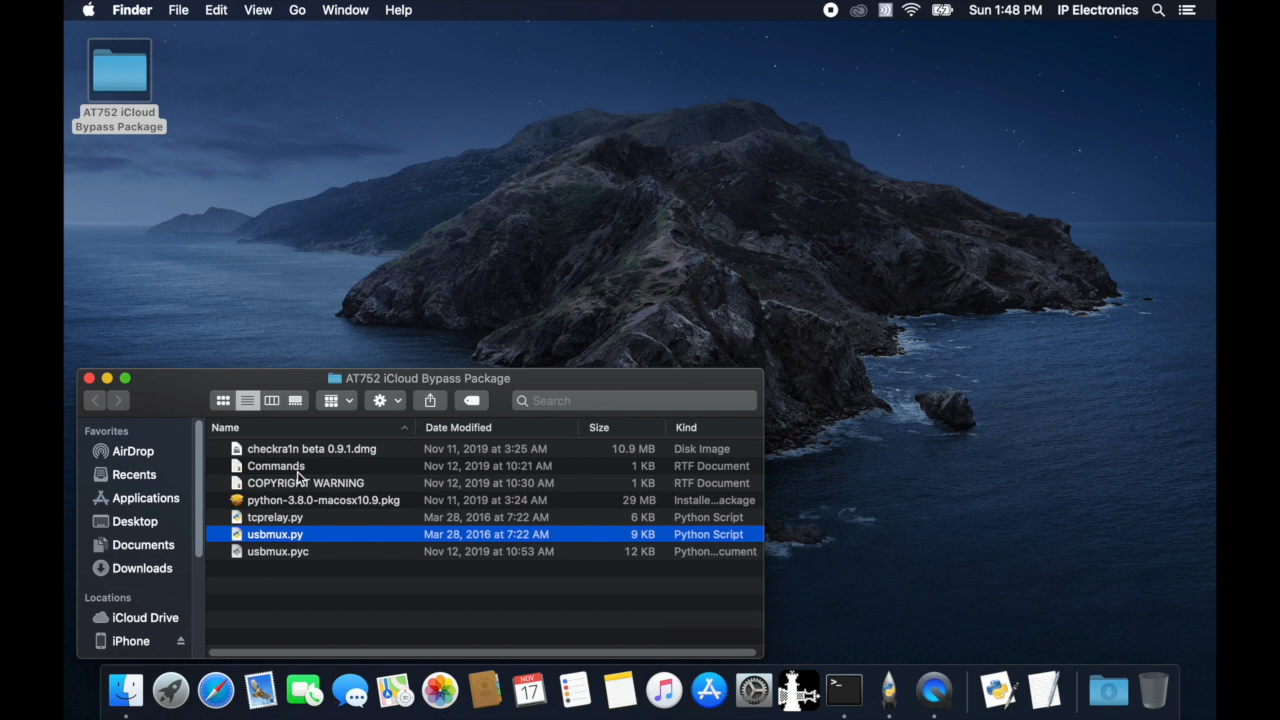 Finder File Edit View Go Window Help Sun 1:48 PM IP Electronics
AT752 iCloud
Bypass Package
AT752 iCloud Bypass Package
Search
Favorites
AirDrop
Recents
Applications
Desktop
Documents
Downloads
Locations
iCloud Drive
iPhone
Name Date Modified Size Kind
checkra1n beta 0.9.1.dmg Nov 11, 2019 at 3:25 AM 10.9 MB Disk Image
Commands Nov 12, 2019 at 10:21 AM 1 KB RTF Document
COPYRIGHT WARNING Nov 12, 2019 at 10:30 AM 1 KB RTF Document
python-3.8.0-macosx10.9.pkg Nov 11, 2019 at 3:24 AM 29 MB Installe...ackage
tcprelay.py Mar 28, 2016 at 7:22 AM 6 KB Python Script
usbmux.py Mar 28, 2016 at 7:22 AM 9 KB Python Script
usbmux.pyc Nov 12, 2019 at 10:53 AM 12 KB Python...cument
NOV
17